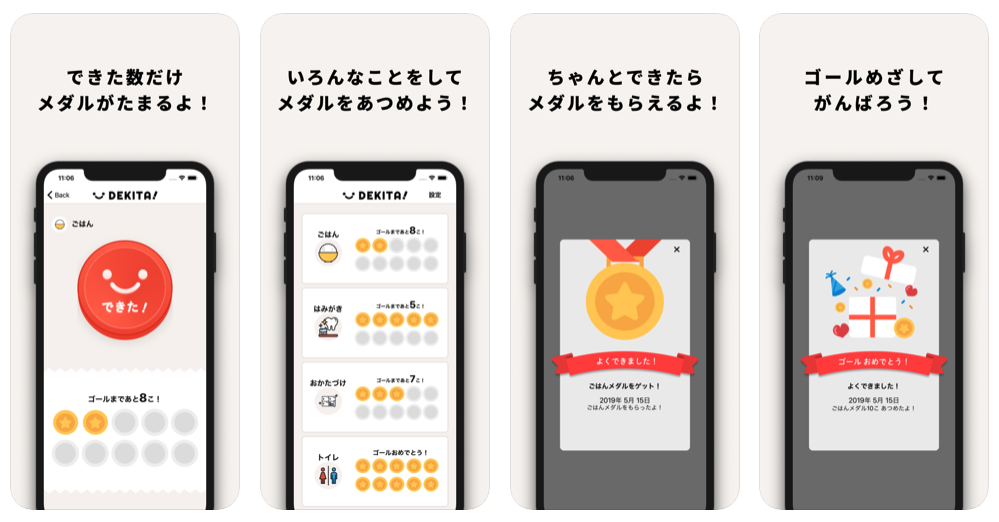 できた数だけ
メダルがたまるよ！
11:06
Back
DEKITA!
ごはん
できた！
ゴールまであと8こ！
いろんなことをして
メダルをあつめよう！
11:06
DEKITA!
設定
ごはん
ゴールまであと8こ！
はみがき
ゴールまであと5こ！
おかたづけ
ゴールまであと7こ！
トイレ
ゴールおめでとう！
ちゃんとできたら
メダルをもらえるよ！
11:06
よくできました！
ごはんメダルをゲット！
2019年 5月 15日
ごはんメダルをもらったよ！
ゴールめざして
がんばろう！
11:09
ゴール おめでとう！
よくできました！
2019年 5月 15日
ごはんメダル10こ あつめたよ！